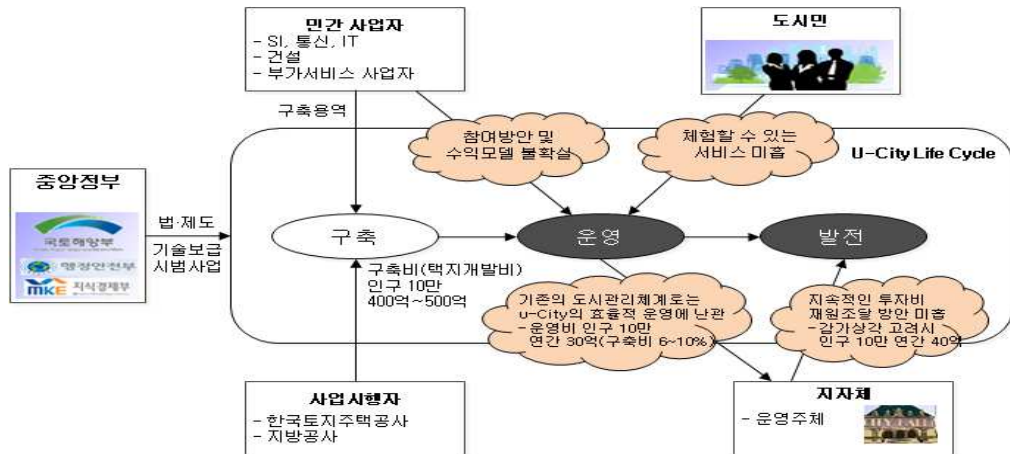 민간 사업자
- SI, 통신, IT
- 건설
- 부가서비스 사업자
도시민
구축용역
참여방안 및
수익모델 불확실
체험할 수 있는
서비스 미흡
U-City Life Cycle
중앙정부
국토해양부
행정안전부
MKE 지식경제부
법·제도
기술보급
시범사업
구축
운영
발전
구축비(택지개발비)
인구 10만
400억~500억
기존의 도시관리체계로는
u-City의 효율적 운영에 난관
- 운영비 인구 10만
연간 30억(구축비 6~10%)
지속적인 투자비
재원조달 방안 미흡
- 감가상각 고려시
인구 10만 연간 40억
사업시행자
- 한국토지주택공사
- 지방공사
지자체
- 운영주체